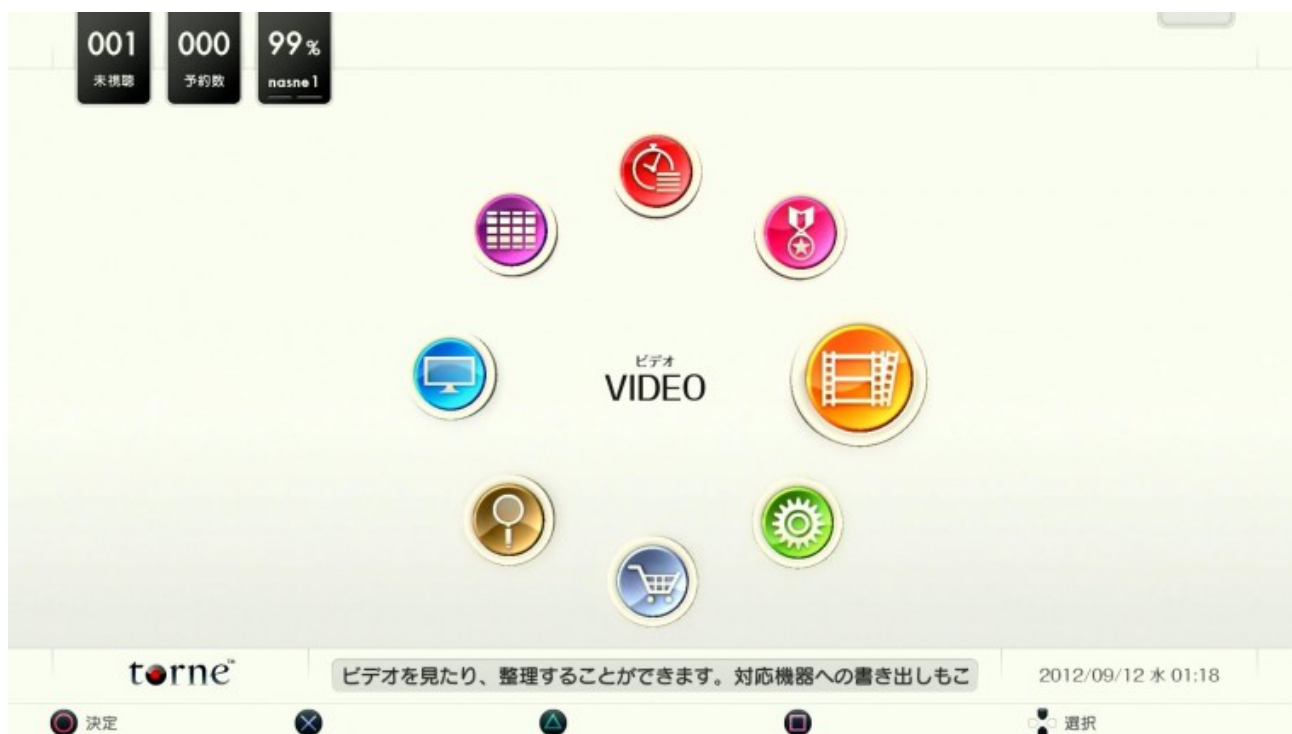 001
未視聴
000
予約数
99%
nasne1
ビデオ
VIDEO
torne™
ビデオを見たり、整理することができます。対応機器への書き出しもこ
2012/09/12 水 01:18
決定
選択